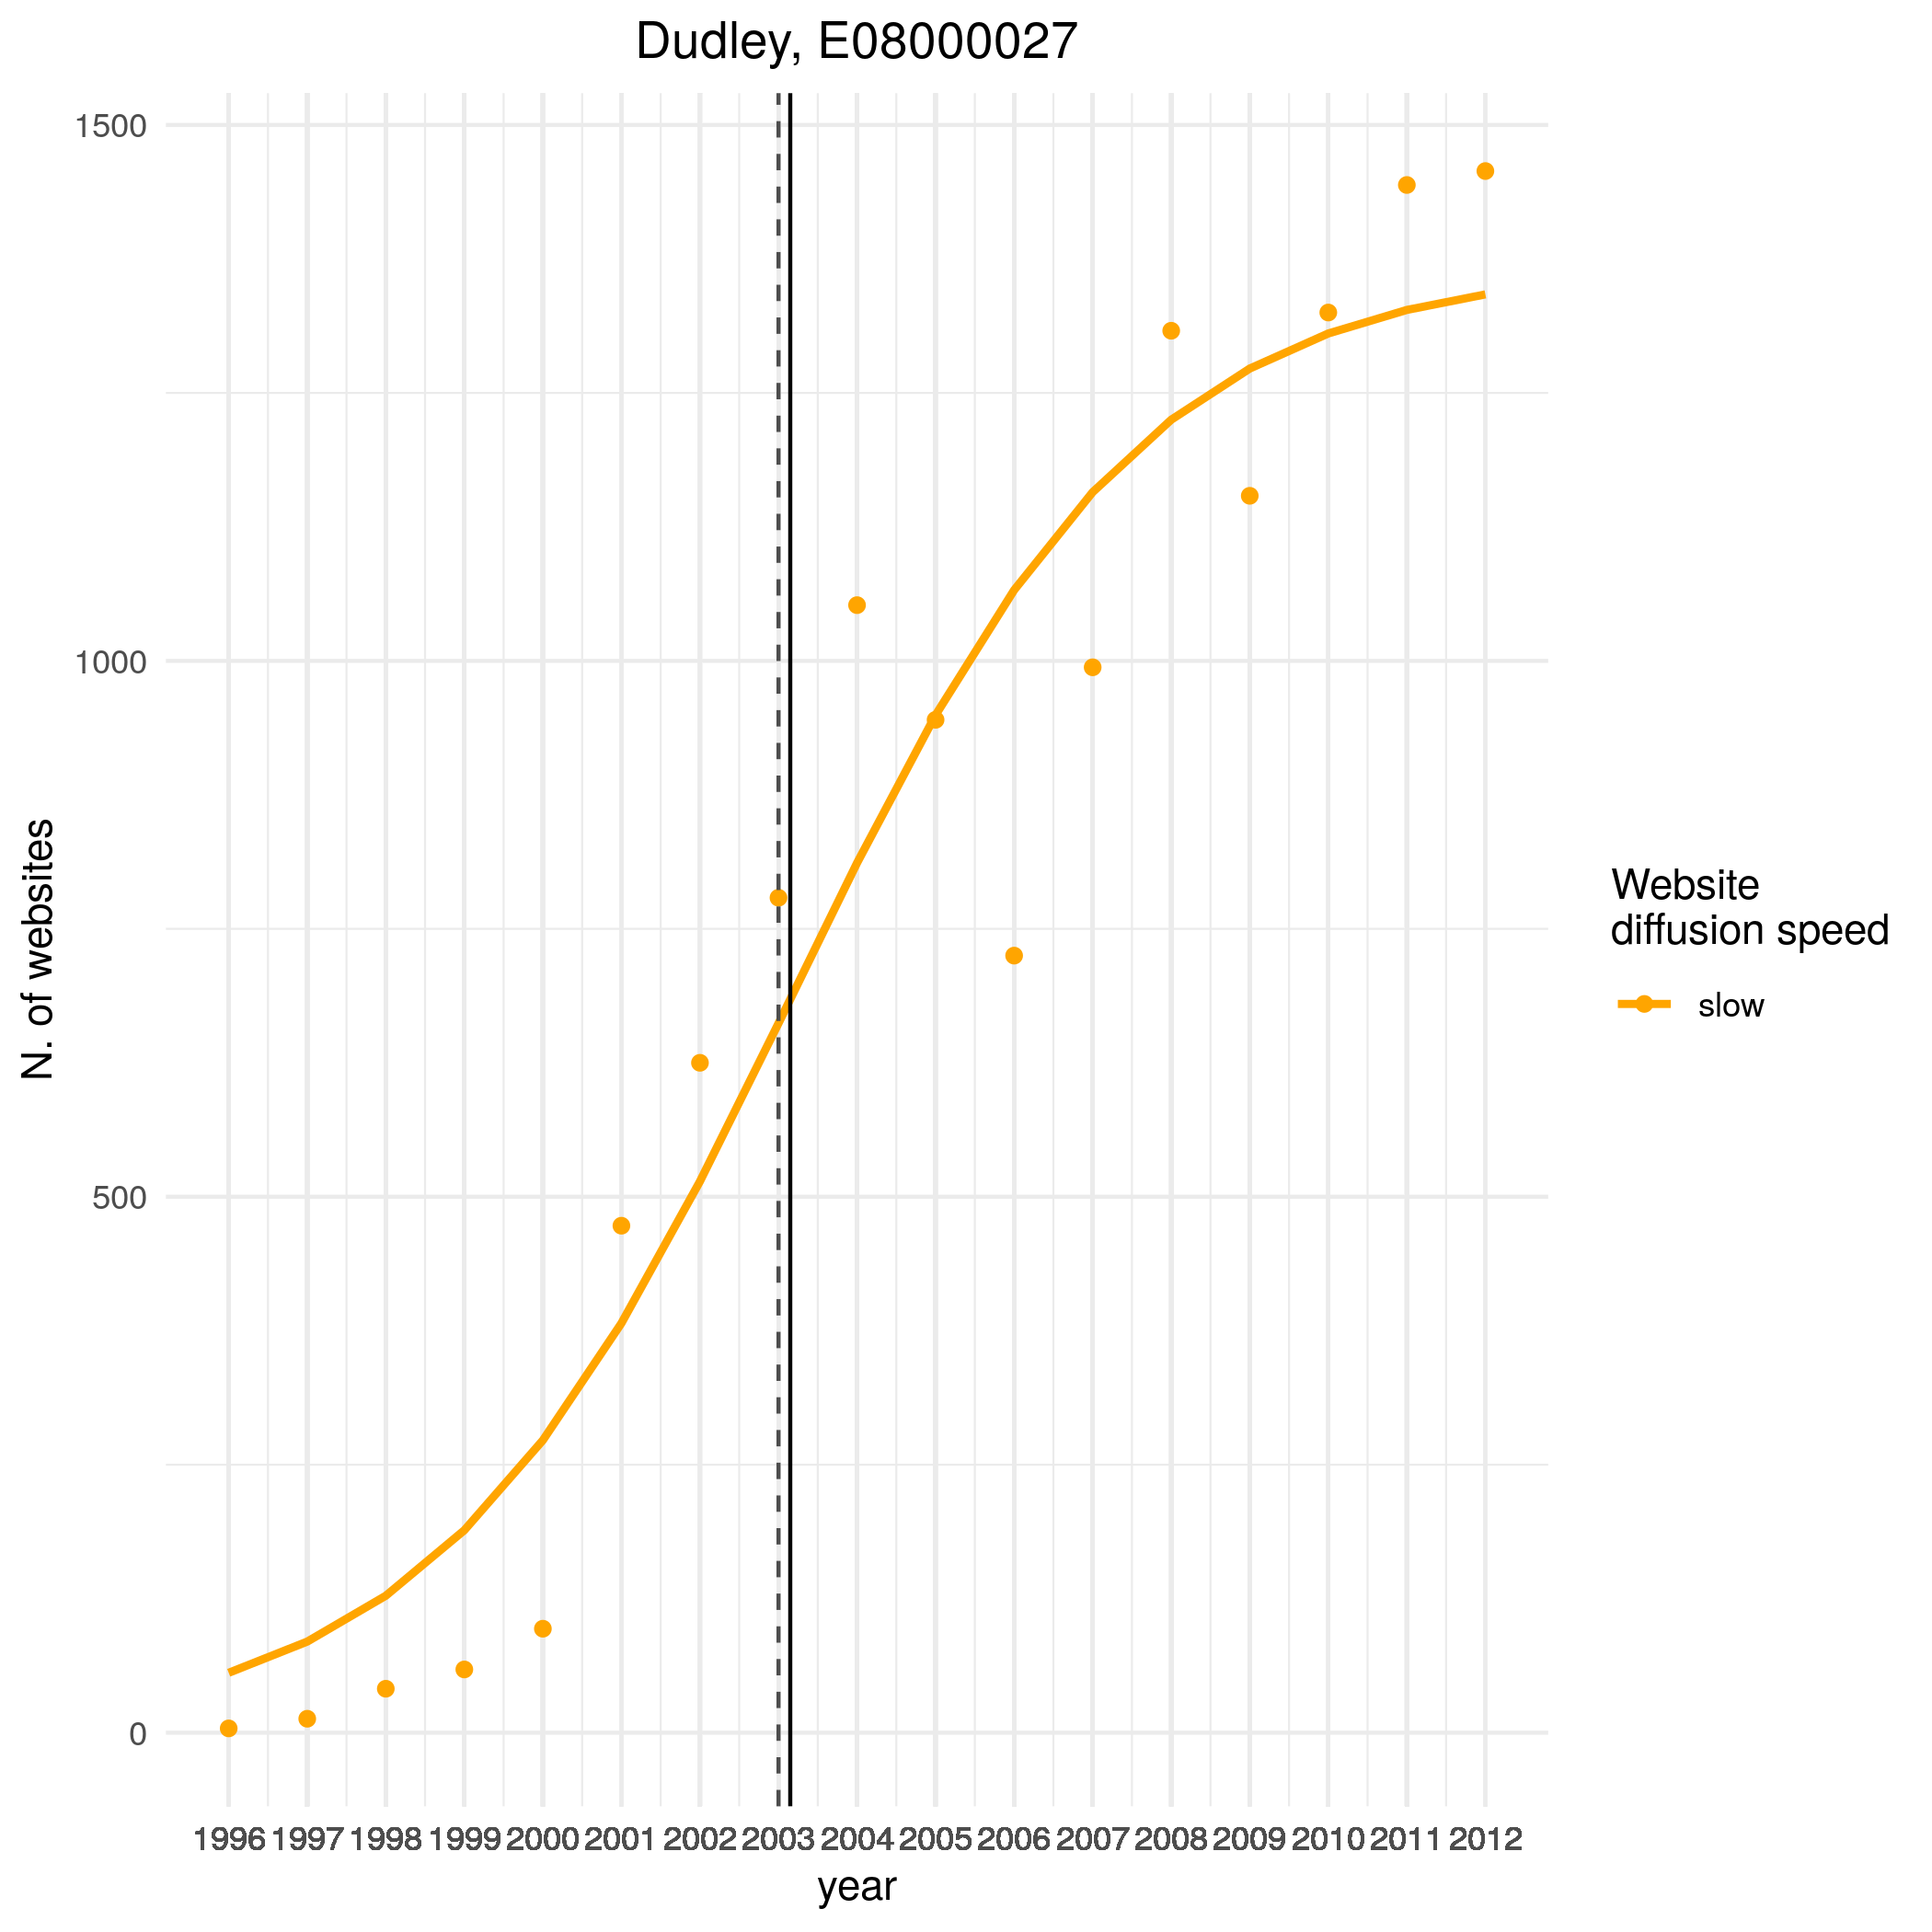 Dudley, E08000027
1500
1000
500
0
N. of websites
1996 1997 1998 1999 2000 2001 2002 2003 2004 2005 2006 2007 2008 2009 2010 2011 2012
year
Website
diffusion speed
slow